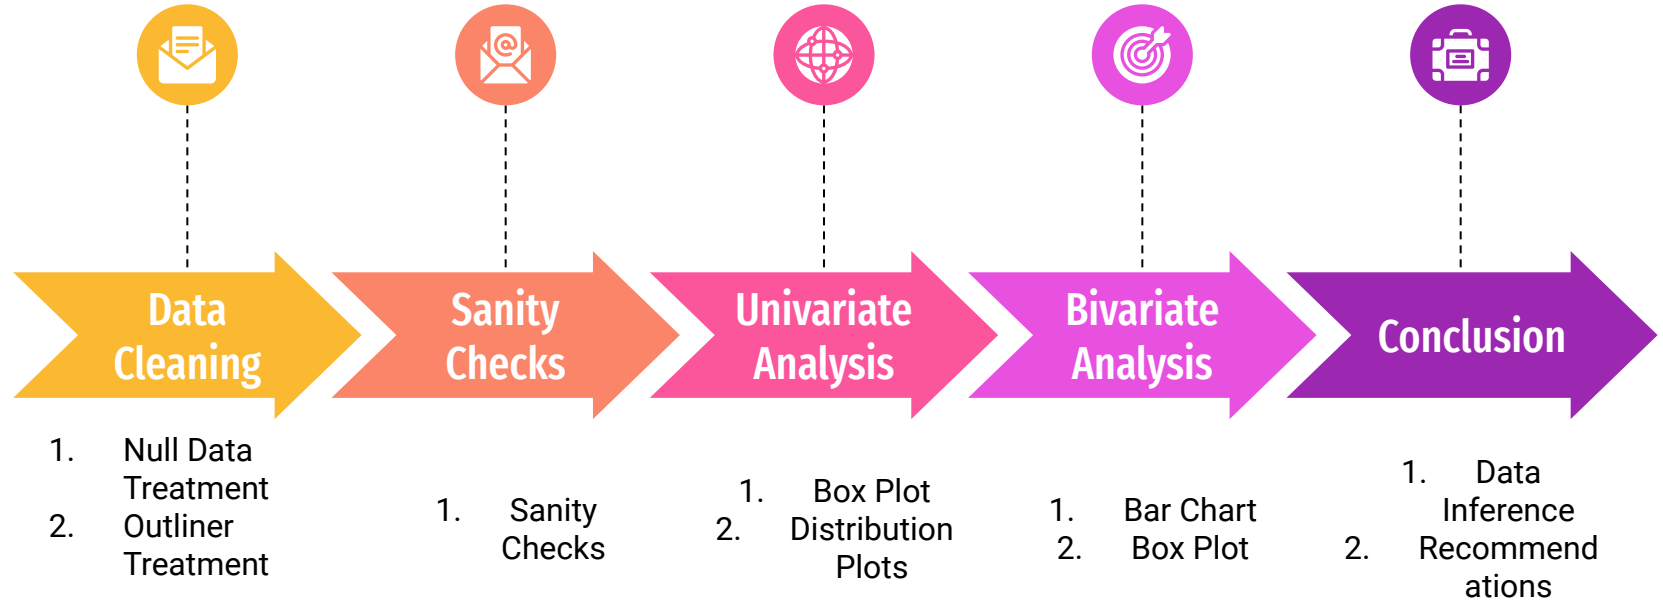 Data
Cleaning
Sanity
Checks
Univariate
Analysis
Bivariate
Analysis
Conclusion
1. Null Data
Treatment
2. Outliner
Treatment
1. Sanity
Checks
1. Box Plot
2. Distribution
Plots
1. Bar Chart
2. Box Plot
1. Data
Inference
2. Recommend
ations